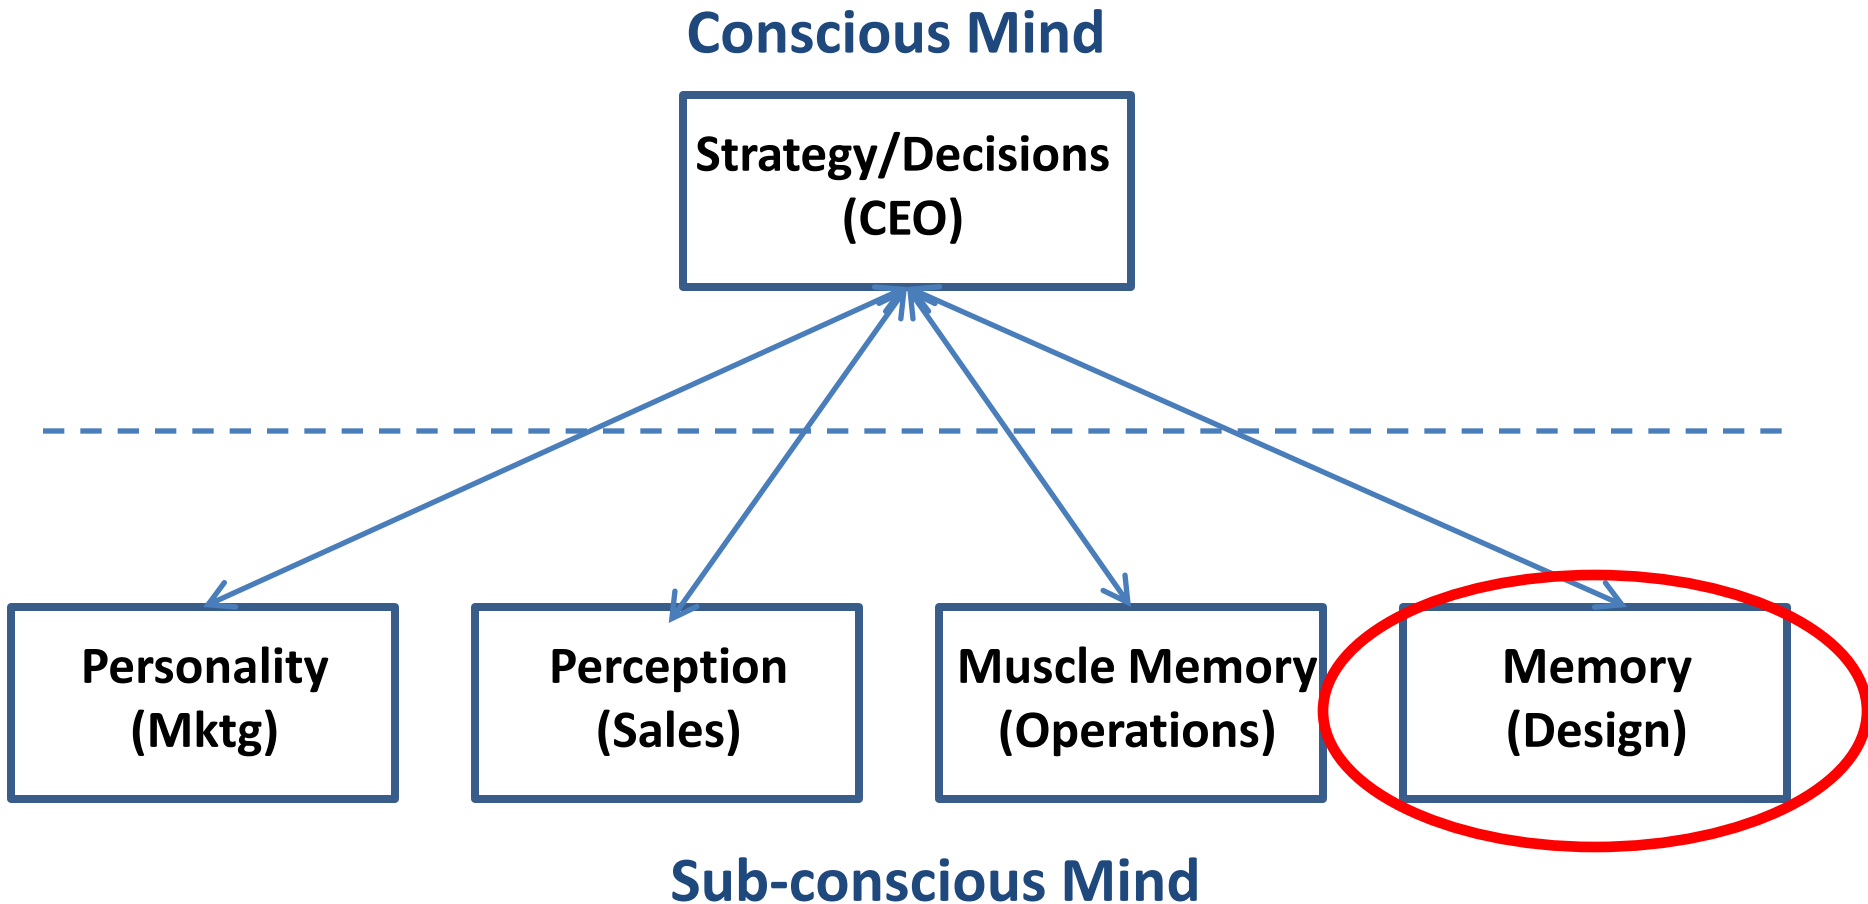 Conscious Mind
Strategy/Decisions
(CEO)
Personality
(Mktg)
Perception
(Sales)
Muscle Memory
(Operations)
Memory
(Design)
Sub-conscious Mind